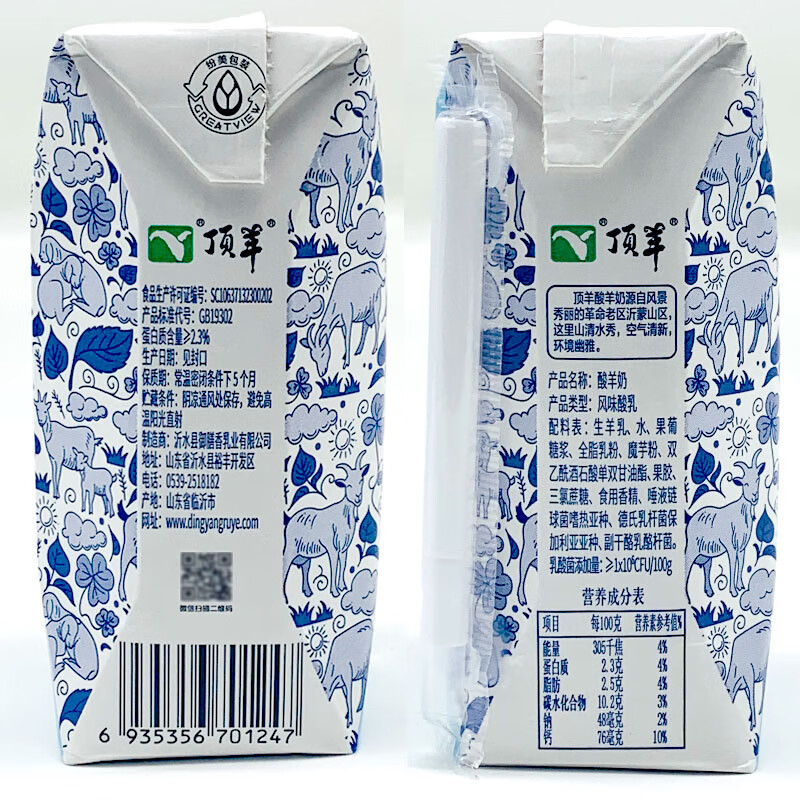 纷美包装
GREATVIEW
®顶羊®
食品生产许可证编号：SC10637132300202
产品标准代号：GB19302
蛋白质含量≥2.3%
生产日期：见封口
保质期：常温密闭条件下5个月
贮藏条件：阴凉通风处保存，避免高
温阳光直射
制造商：沂水县御膳香乳业有限公司
地址：山东省沂水县裕丰开发区
电话：0539-2518182
产地：山东省临沂市
网址：www.dingyangruye.com
微信扫描二维码
6 935356 701247
®顶羊®
顶羊酸羊奶源自风景
秀丽的革命老区沂蒙山区，
这里山清水秀，空气清新，
环境幽雅。
产品名称：酸羊奶
产品类型：风味酸乳
配料表：生羊乳、水、果葡
糖浆、全脂乳粉、魔芋粉、双
乙酰酒石酸单双甘油酯、果胶、
三氯蔗糖、食用香精、唾液链
球菌嗜热亚种、德氏乳杆菌保
加利亚亚种、副干酪乳酪杆菌。
乳酸菌添加量：≥1x10⁶CFU/100g
营养成分表
项目 每100克 营养素参考值%
能量 305千焦 4%
蛋白质 2.3克 4%
脂肪 2.5克 4%
碳水化合物 10.2克 3%
钠 48毫克 2%
钙 76毫克 10%